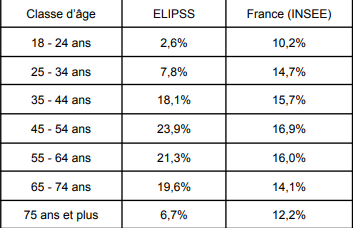 Classe d'âge ELIPSS France (INSEE)
18 - 24 ans 2,6% 10,2%
25 - 34 ans 7,8% 14,7%
35 - 44 ans 18,1% 15,7%
45 - 54 ans 23,9% 16,9%
55 - 64 ans 21,3% 16,0%
65 - 74 ans 19,6% 14,1%
75 ans et plus 6,7% 12,2%